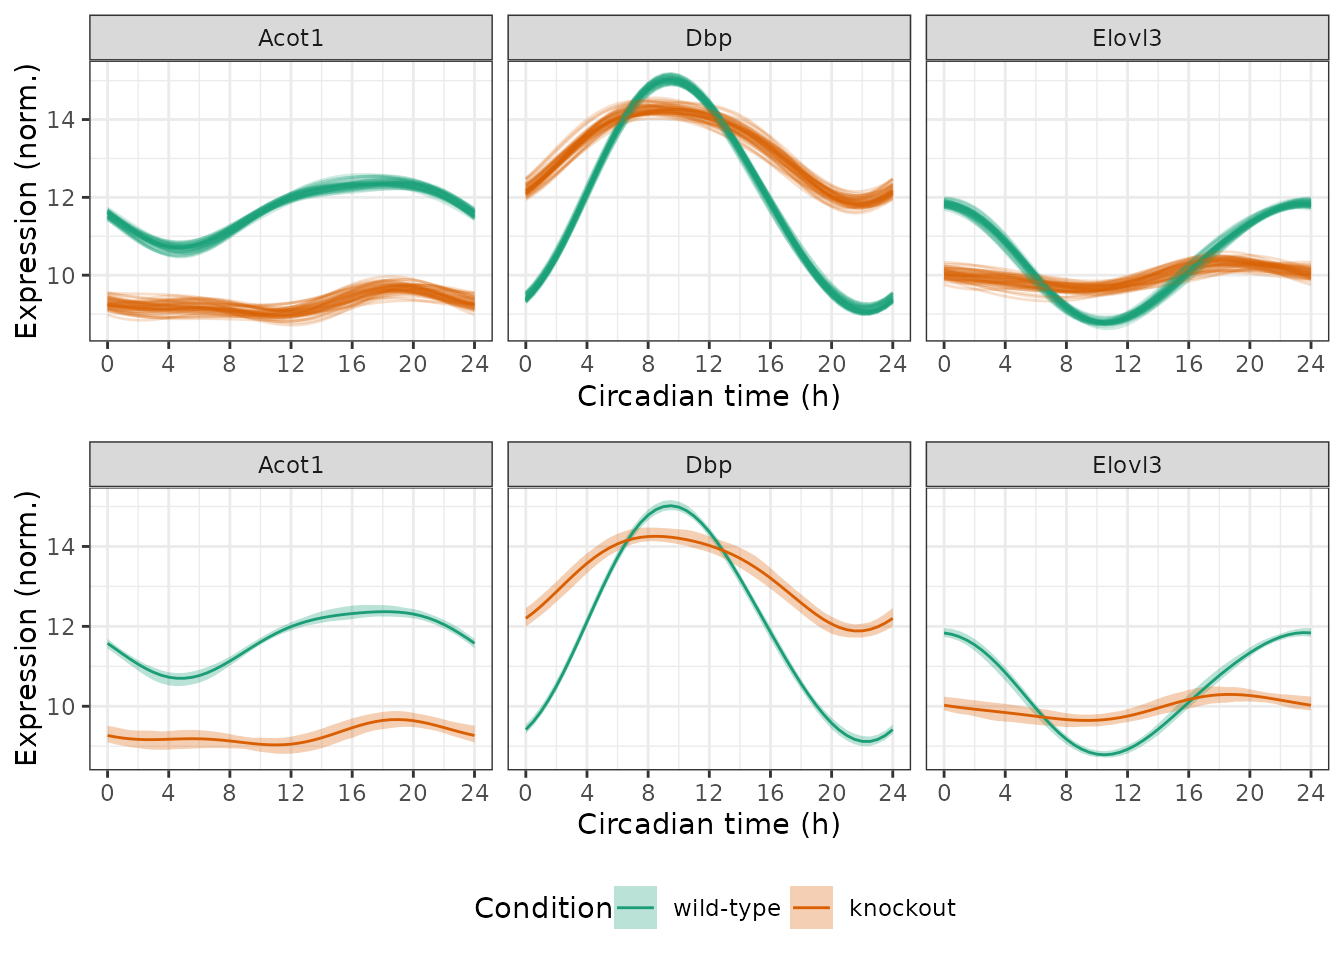 Acot1 Dbp Elovl3
Expression (norm.)
14
12
10
0 4 8 12 16 20 24 0 4 8 12 16 20 24 0 4 8 12 16 20 24
Circadian time (h)
Acot1 Dbp Elovl3
Expression (norm.)
14
12
10
0 4 8 12 16 20 24 0 4 8 12 16 20 24 0 4 8 12 16 20 24
Circadian time (h)
Condition wild-type knockout